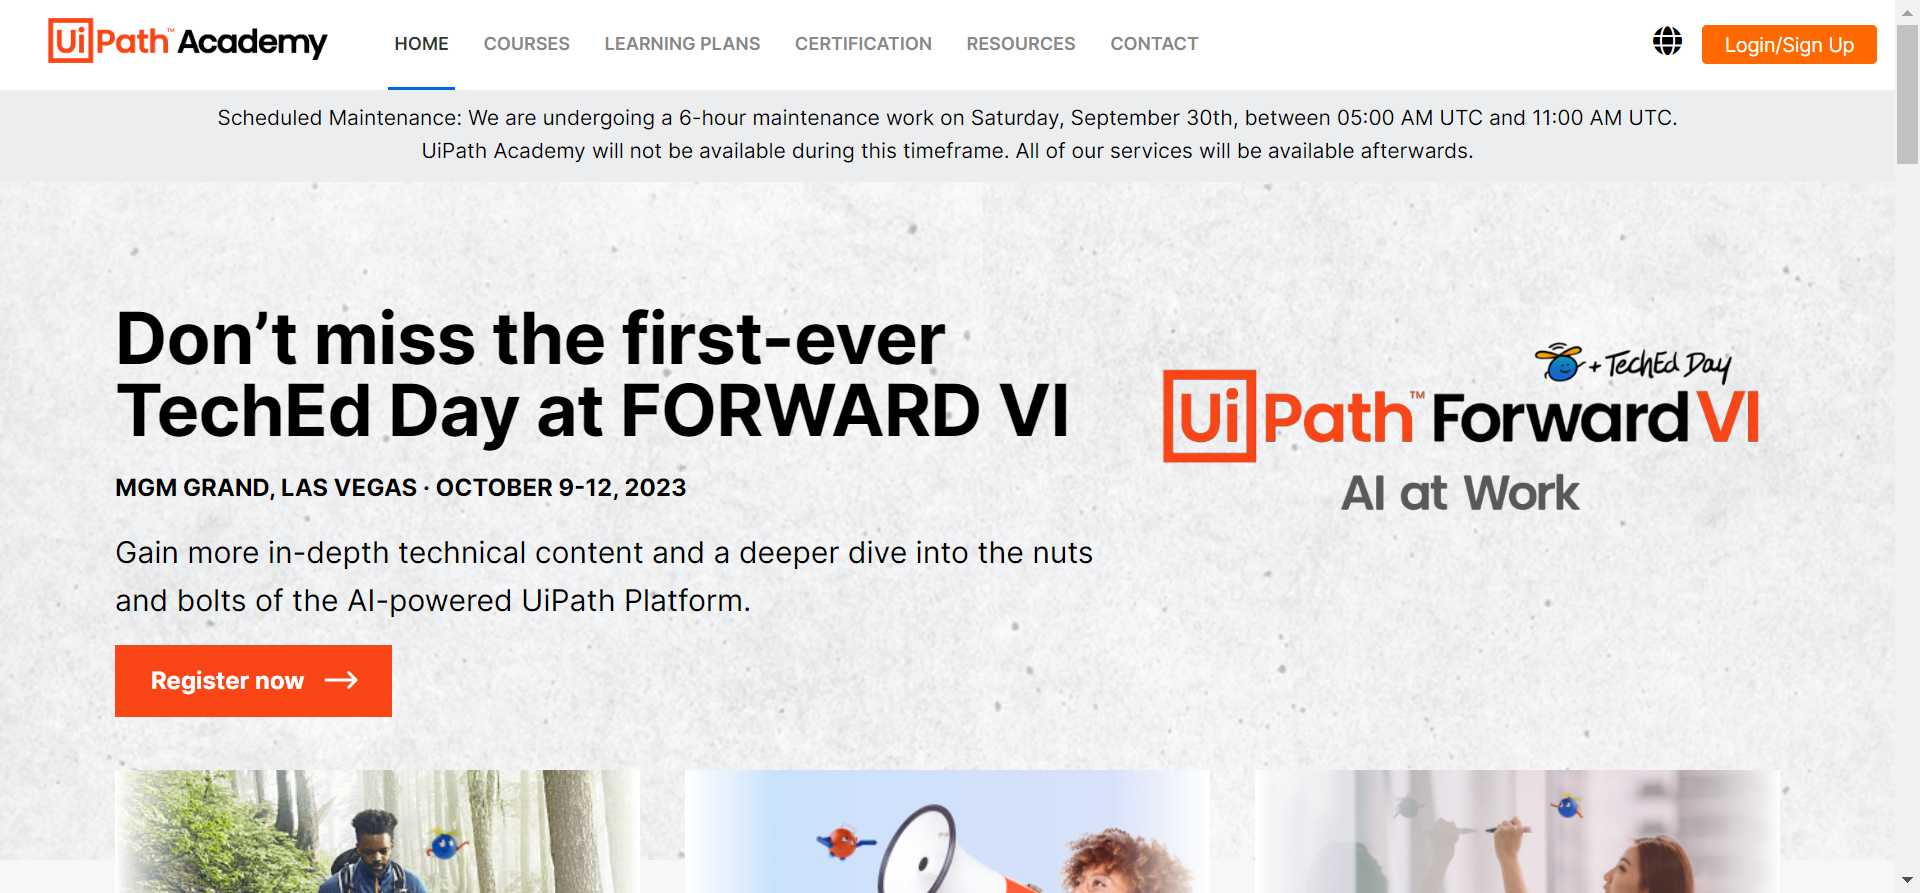 UiPath™ Academy
HOME
COURSES
LEARNING PLANS
CERTIFICATION
RESOURCES
CONTACT
Login/Sign Up
Scheduled Maintenance: We are undergoing a 6-hour maintenance work on Saturday, September 30th, between 05:00 AM UTC and 11:00 AM UTC.
UiPath Academy will not be available during this timeframe. All of our services will be available afterwards.
Don’t miss the first-ever
TechEd Day at FORWARD VI
MGM GRAND, LAS VEGAS · OCTOBER 9-12, 2023
Gain more in-depth technical content and a deeper dive into the nuts
and bolts of the AI-powered UiPath Platform.
Register now
+ TechEd Day
UiPath™ Forward VI
AI at Work